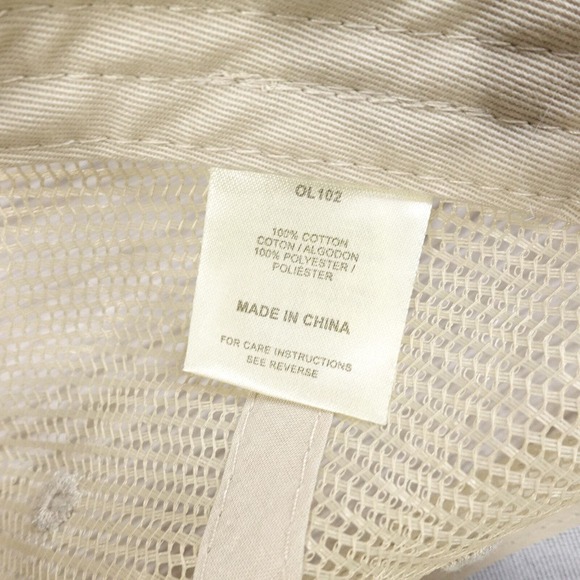 OL102
100% COTTON
COTON / ALGODON
100% POLYESTER /
POLIESTER
MADE IN CHINA
FOR CARE INSTRUCTIONS
SEE REVERSE